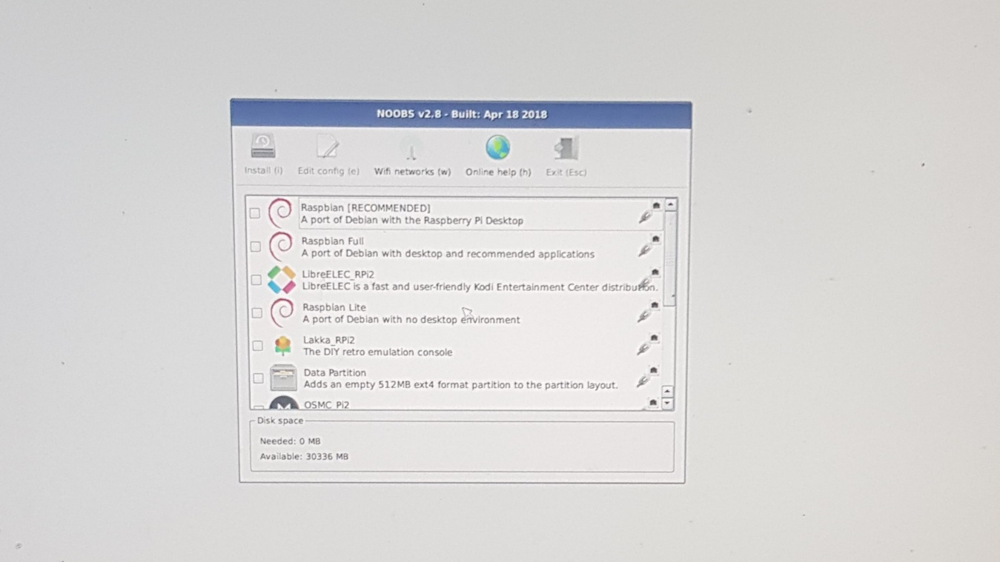 NOOBS v2.8 - Built: Apr 18 2018
Install (i) Edit config (e) Wifi networks (w) Online help (h) Exit (Esc)
Raspbian [RECOMMENDED]
A port of Debian with the Raspberry Pi Desktop
Raspbian Full
A port of Debian with desktop and recommended applications
LibreELEC_RPi2
LibreELEC is a fast and user-friendly Kodi Entertainment Center distribution.
Raspbian Lite
A port of Debian with no desktop environment
Lakka_RPi2
The DIY retro emulation console
Data Partition
Adds an empty 512MB ext4 format partition to the partition layout.
OSMC_Pi2
Disk space
Needed: 0 MB
Available: 30336 MB